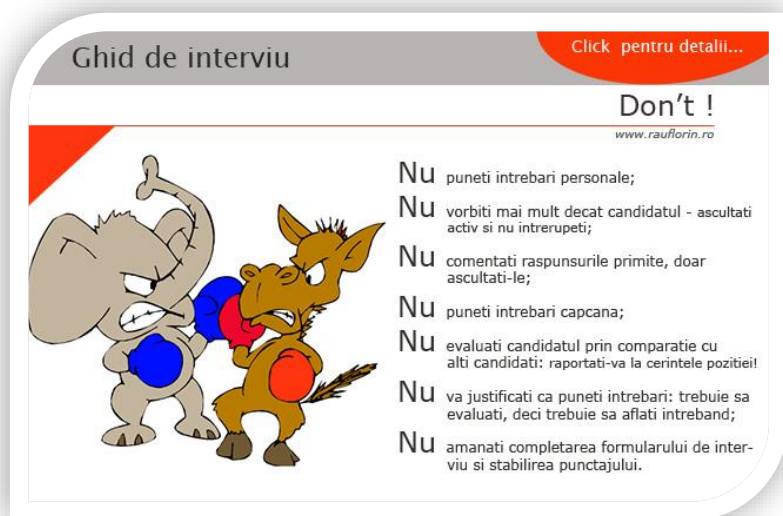 Ghid de interviu
Click pentru detalii...
Don't !
www.rauflorin.ro
Nu puneti intrebari personale;
Nu vorbiti mai mult decat candidatul - ascultati
activ si nu intrerupeti;
Nu comentati raspunsurile primite, doar
ascultati-le;
Nu puneti intrebari capcana;
Nu evaluati candidatul prin comparatie cu
alti candidati: raportati-va la cerintele pozitiei!
Nu va justificati ca puneti intrebari: trebuie sa
evaluati, deci trebuie sa aflati intreband;
Nu amanati completarea formularului de inter-
viu si stabilirea punctajului.